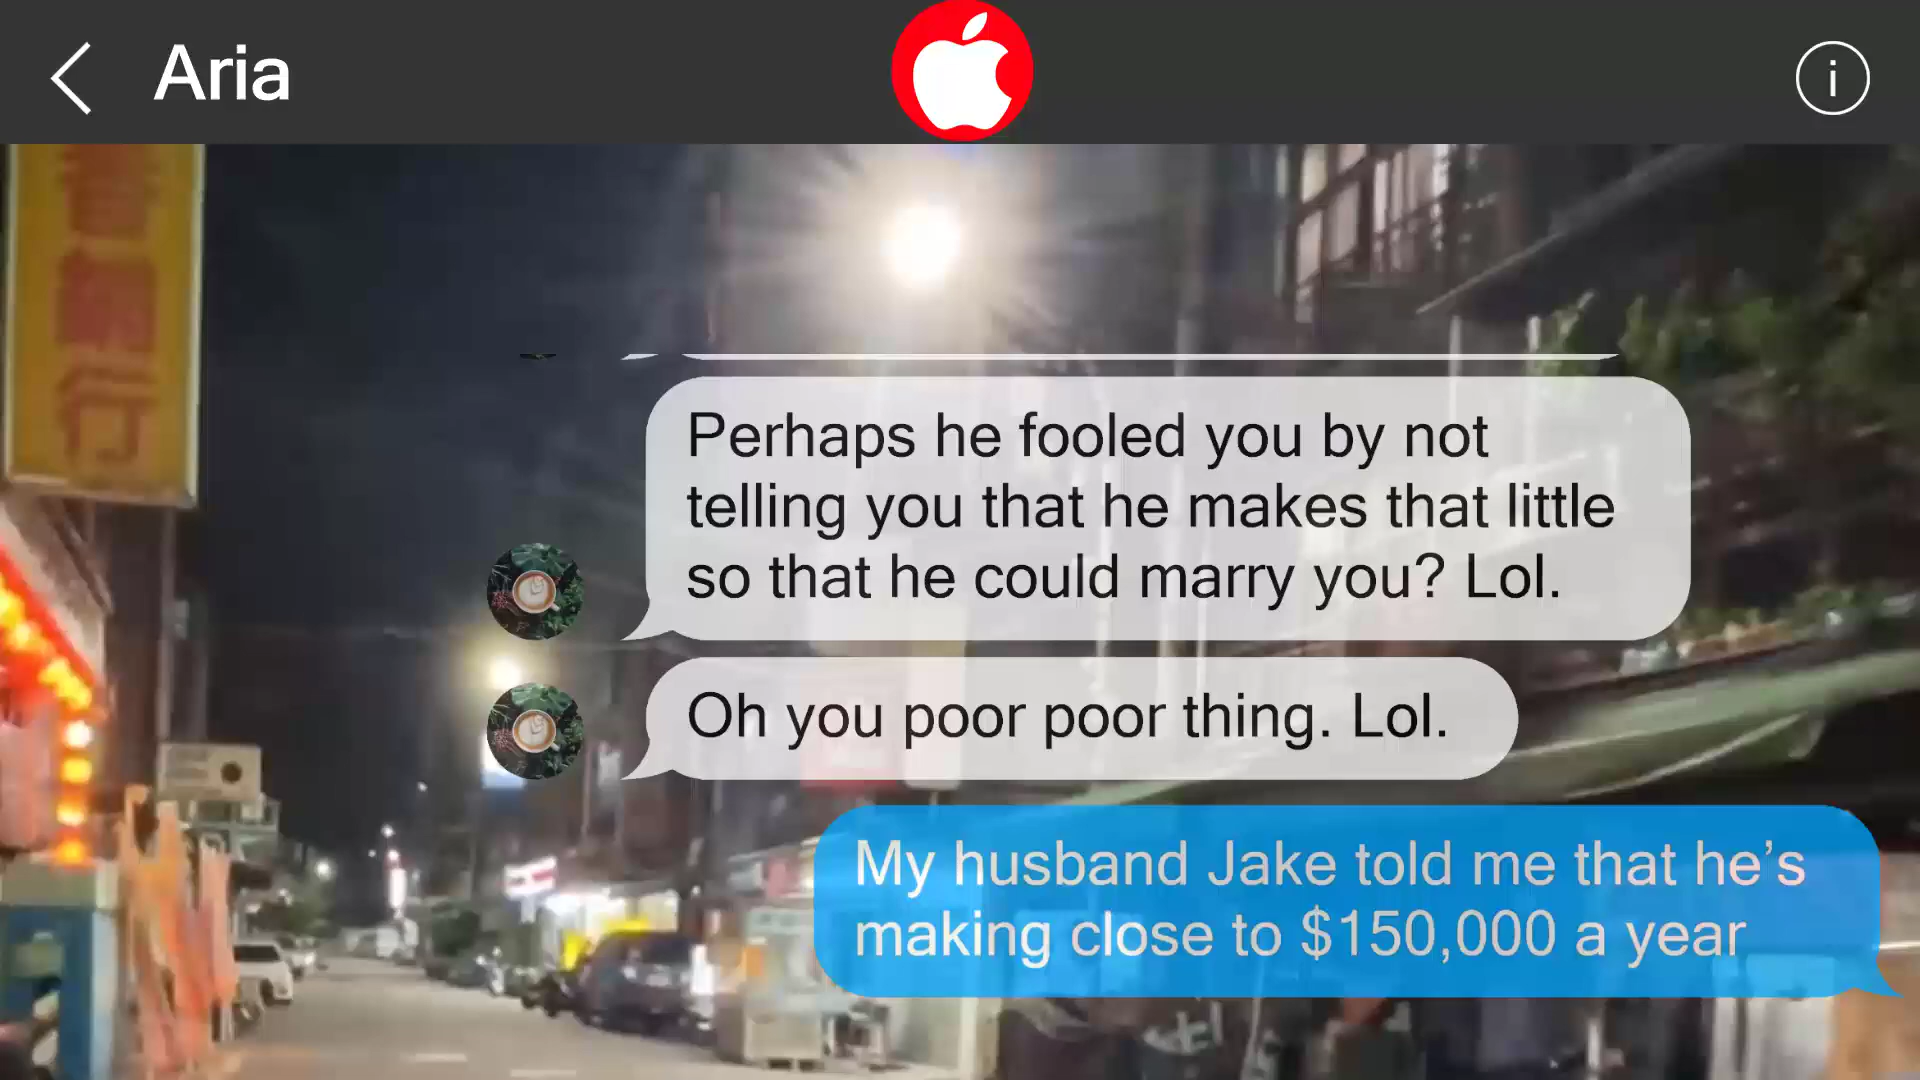 Aria
Perhaps he fooled you by not
telling you that he makes that little
so that he could marry you? Lol.
Oh you poor poor thing. Lol.
My husband Jake told me that he’s
making close to $150,000 a year